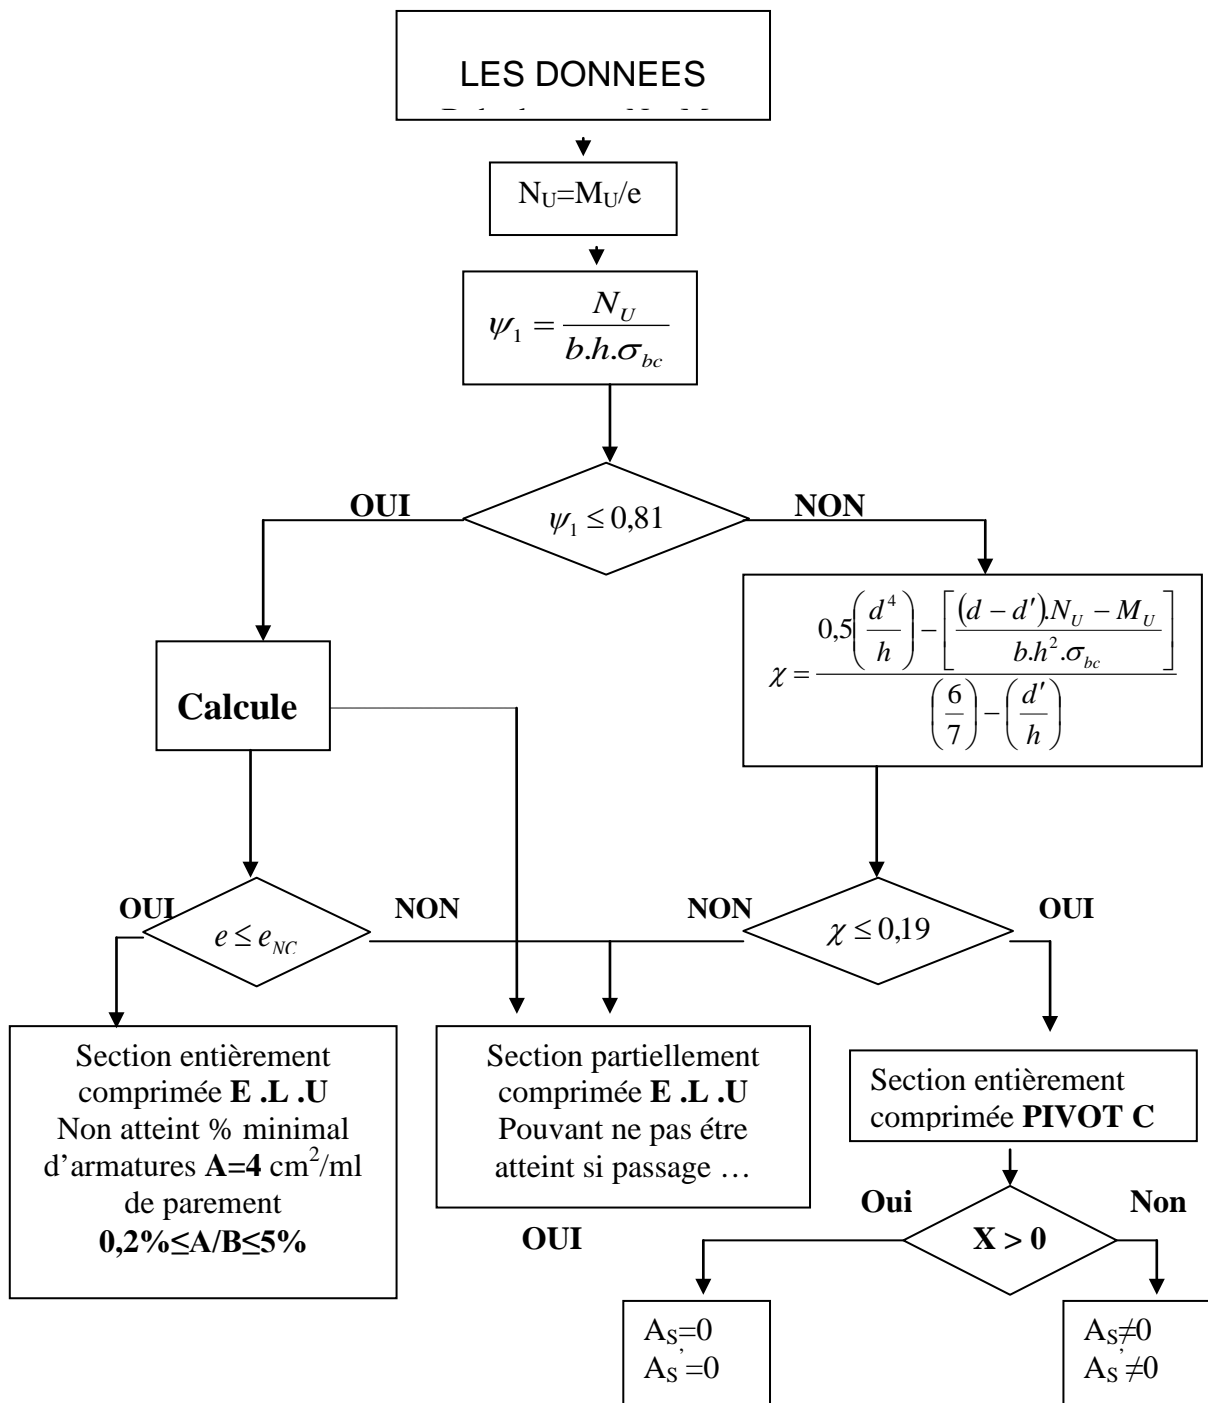 LES DONNEES
N_U=M_U/e
ψ_1 = N_U / b.h.σ_bc
OUI
NON
ψ_1 ≤ 0,81
χ = (0,5(d^4/h) − [((d − d′).N_U − M_U) / (b.h^2.σ_bc)]) / ((6/7) − (d′/h))
Calcule
OUI
NON
NON
OUI
e ≤ e_NC
χ ≤ 0,19
Section entièrement
comprimée E .L .U
Non atteint % minimal
d’armatures A=4 cm^2/ml
de parement
0,2%≤A/B≤5%
Section partiellement
comprimée E .L .U
Pouvant ne pas étre
atteint si passage …
Section entièrement
comprimée PIVOT C
OUI
Oui
Non
X > 0
A_S=0
A_S’=0
A_S≠0
A_S’≠0